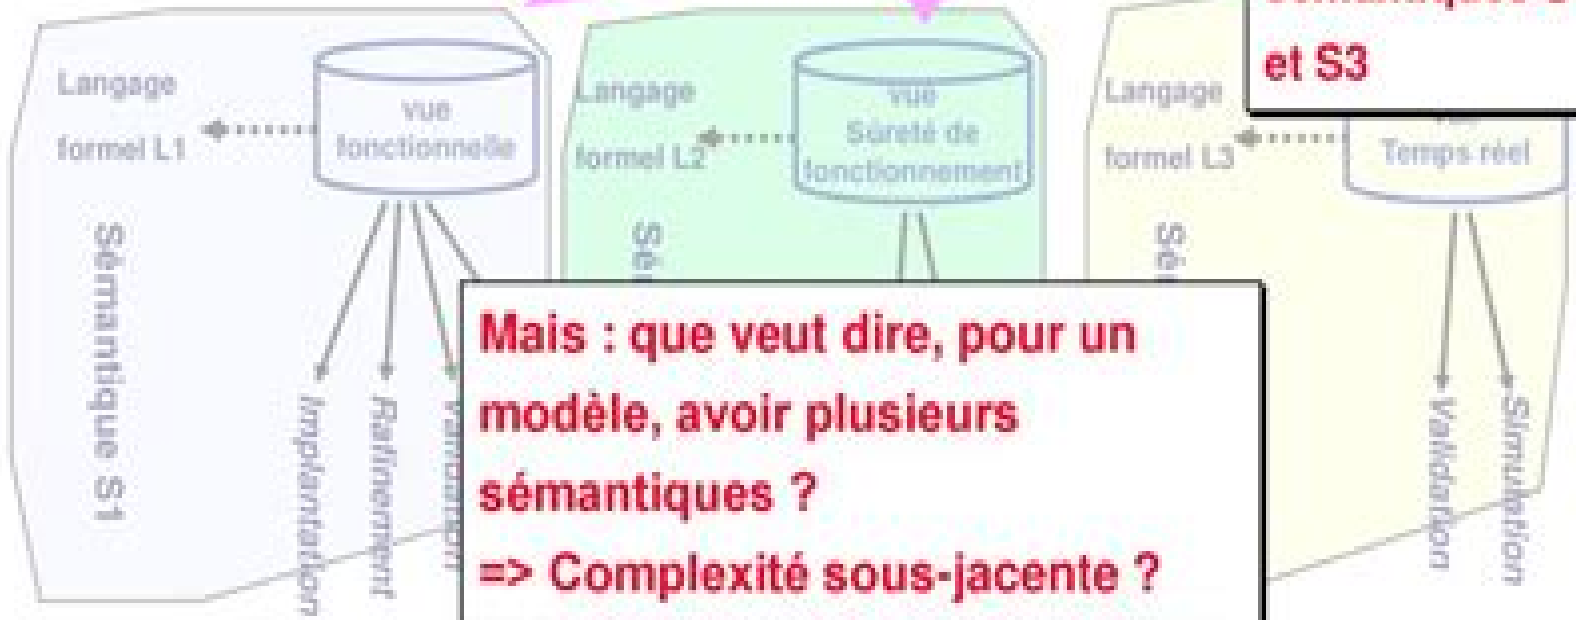 et S3
Langage
formel L1
vue
fonctionnelle
Sémantique S1
Implantation
Raffinement
Langage
formel L2
vue
Sûreté de
fonctionnement
Langage
formel L3
Temps réel
Validation
Simulation
Mais : que veut dire, pour un
modèle, avoir plusieurs
sémantiques ?
=> Complexité sous-jacente ?